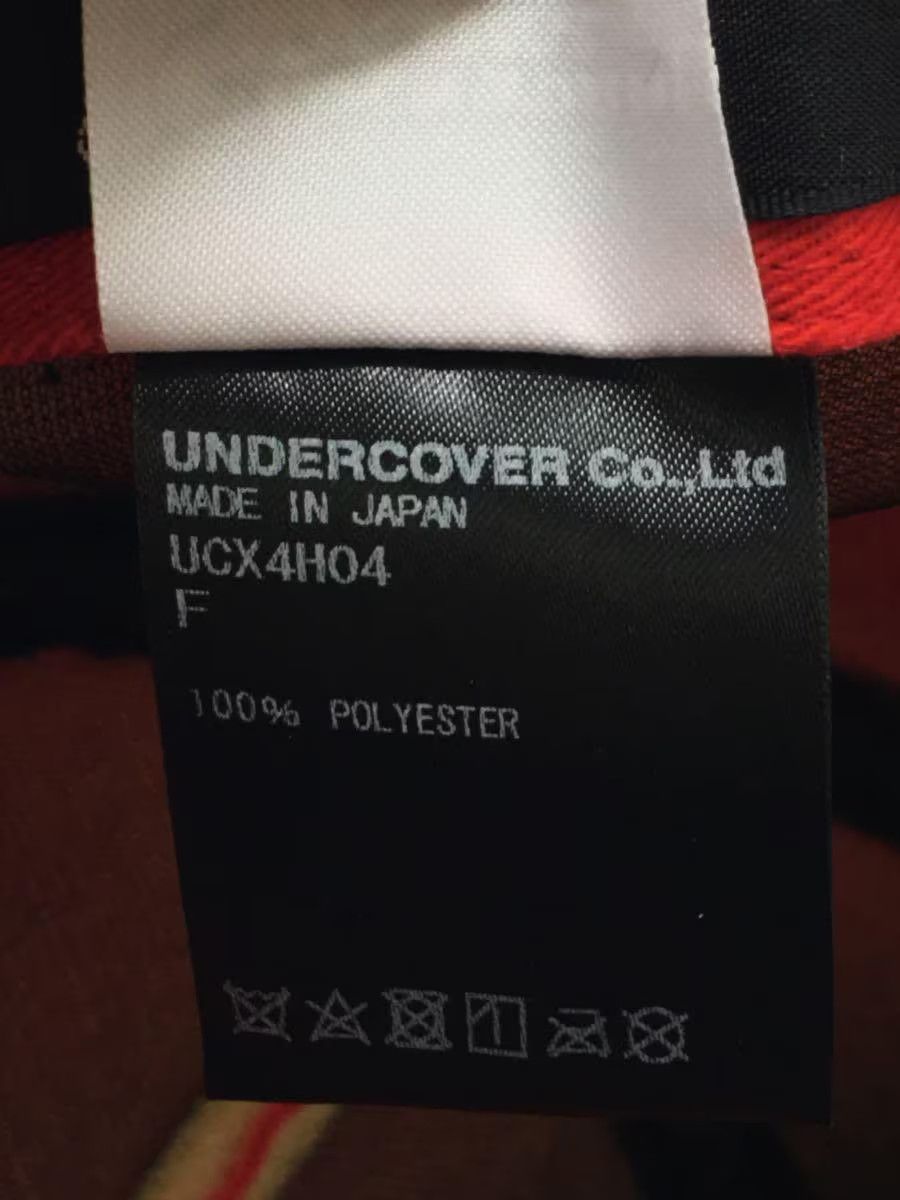 UNDERCOVER Co.,Ltd
MADE IN JAPAN
UCX4H04
F
100% POLYESTER